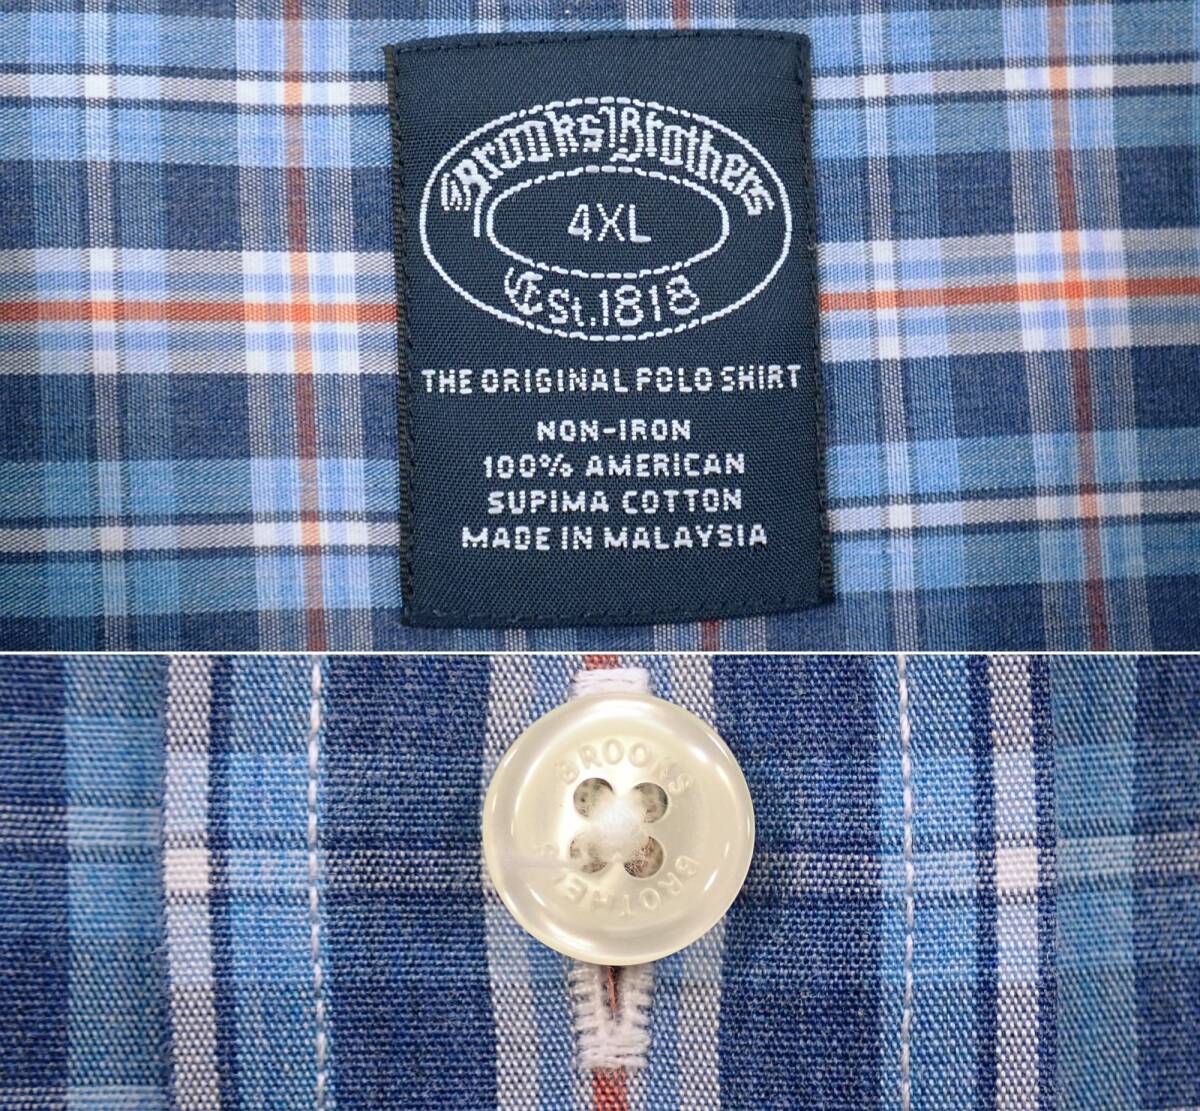 Brooks Brothers
4XL
Est. 1818
THE ORIGINAL POLO SHIRT
NON-IRON
100% AMERICAN
SUPIMA COTTON
MADE IN MALAYSIA
BROOKS
BROTHERS